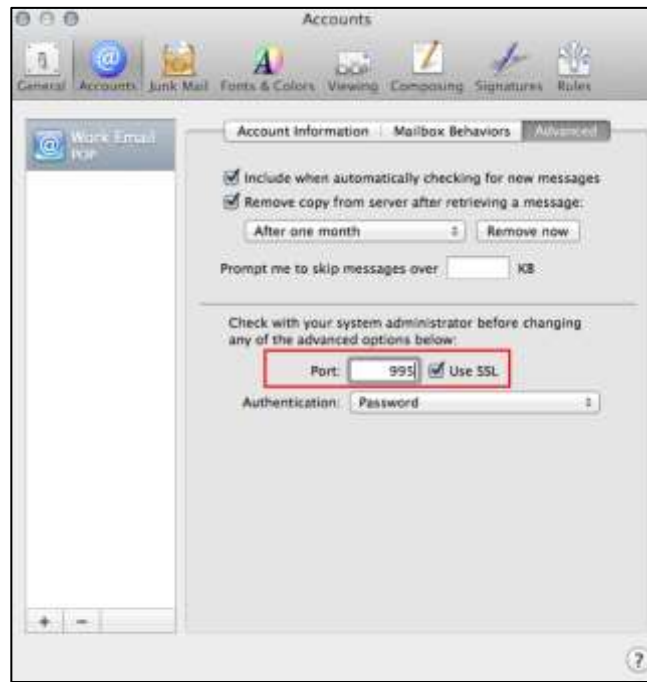 Accounts
General Accounts Junk Mail Fonts & Colors Viewing Composing Signatures Rules
Work Email
POP
Account Information Mailbox Behaviors Advanced
Include when automatically checking for new messages
Remove copy from server after retrieving a message:
After one month Remove now
Prompt me to skip messages over KB
Check with your system administrator before changing
any of the advanced options below:
Port: 995 Use SSL
Authentication: Password
+ -
?